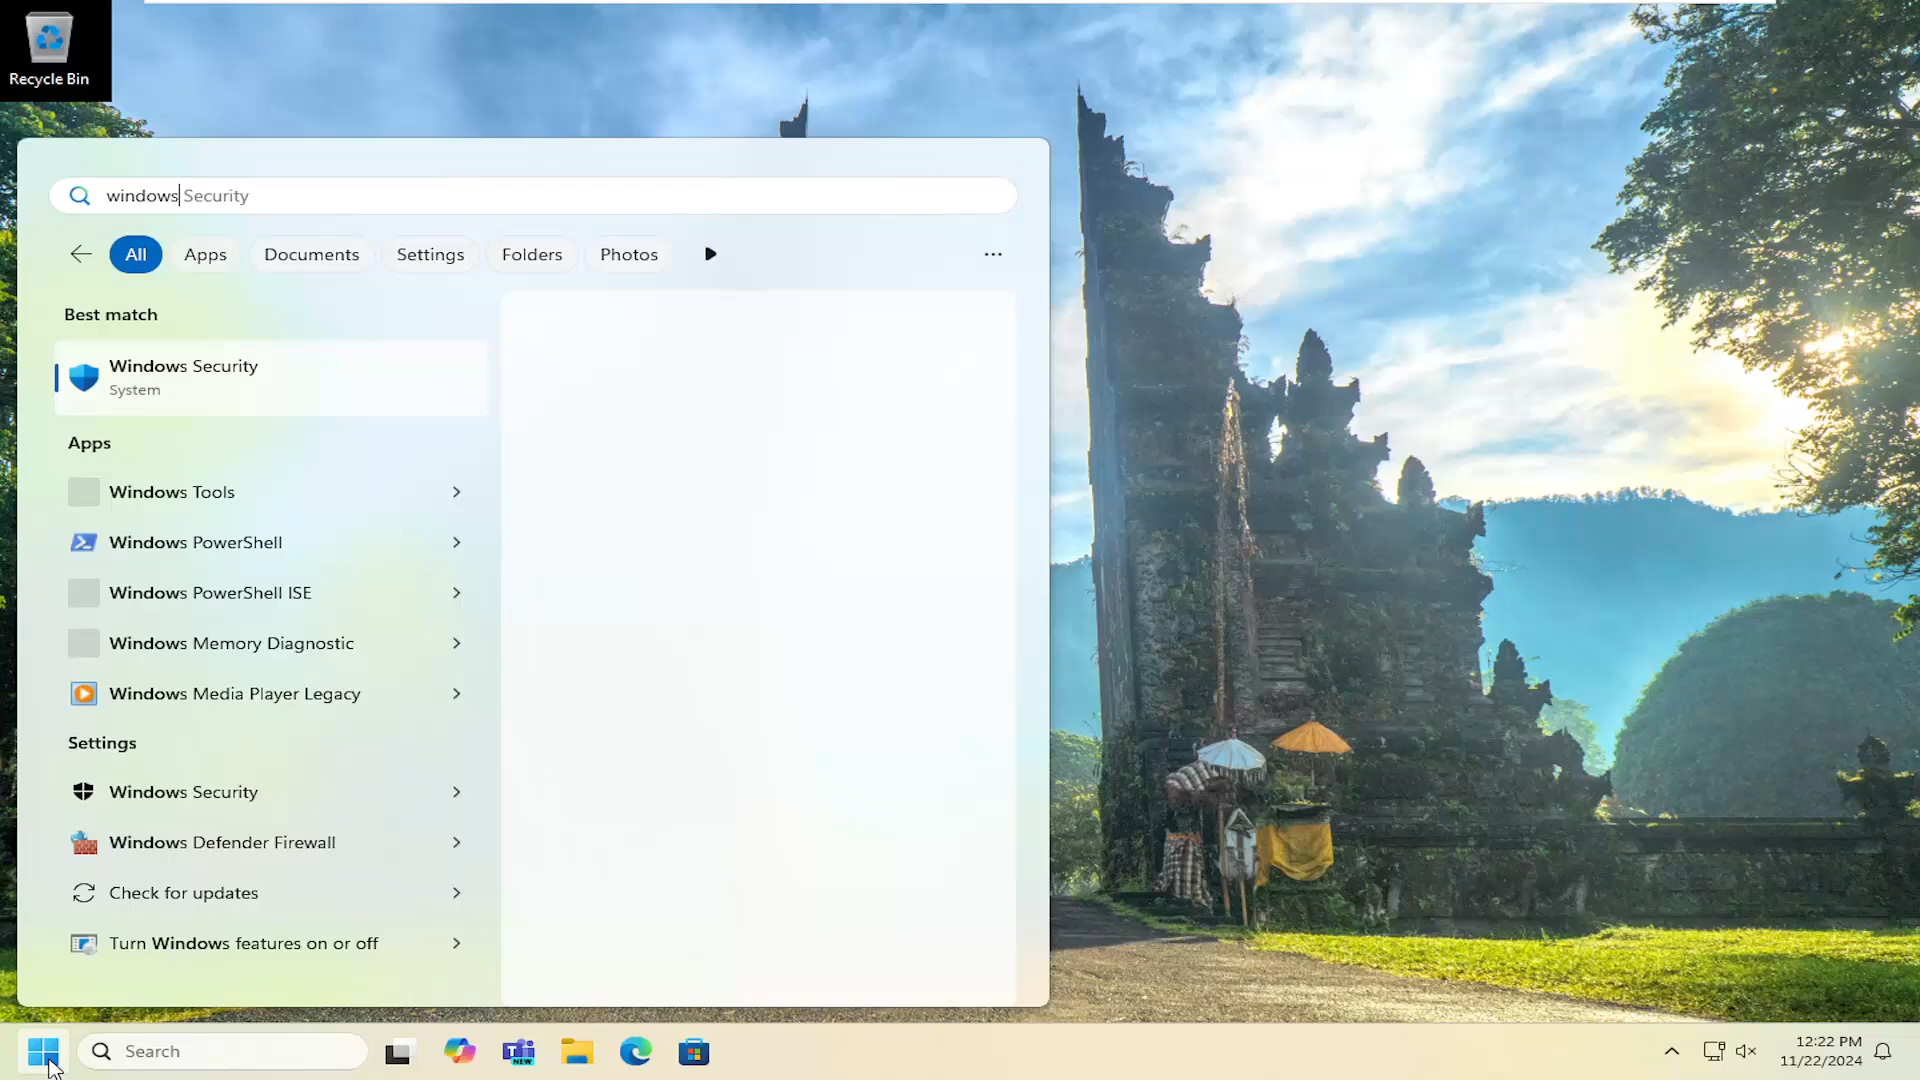 Recycle Bin
windows Security
All Apps Documents Settings Folders Photos
Best match
Windows Security
System
Apps
Windows Tools
Windows PowerShell
Windows PowerShell ISE
Windows Memory Diagnostic
Windows Media Player Legacy
Settings
Windows Security
Windows Defender Firewall
Check for updates
Turn Windows features on or off
Search
NEW
12:22 PM
11/22/2024